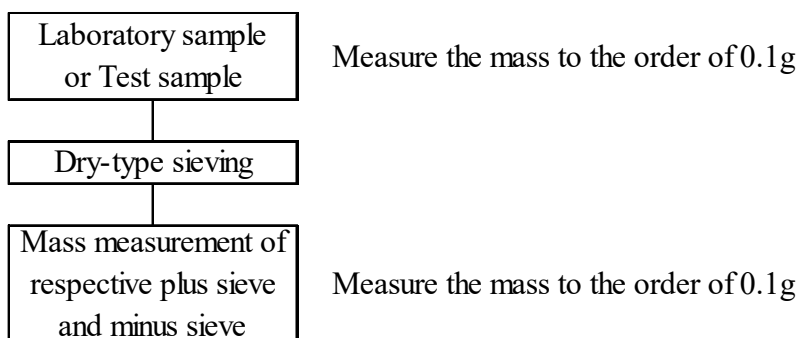 Laboratory sample
or Test sample
Measure the mass to the order of 0.1g
Dry-type sieving
Mass measurement of
respective plus sieve
and minus sieve
Measure the mass to the order of 0.1g